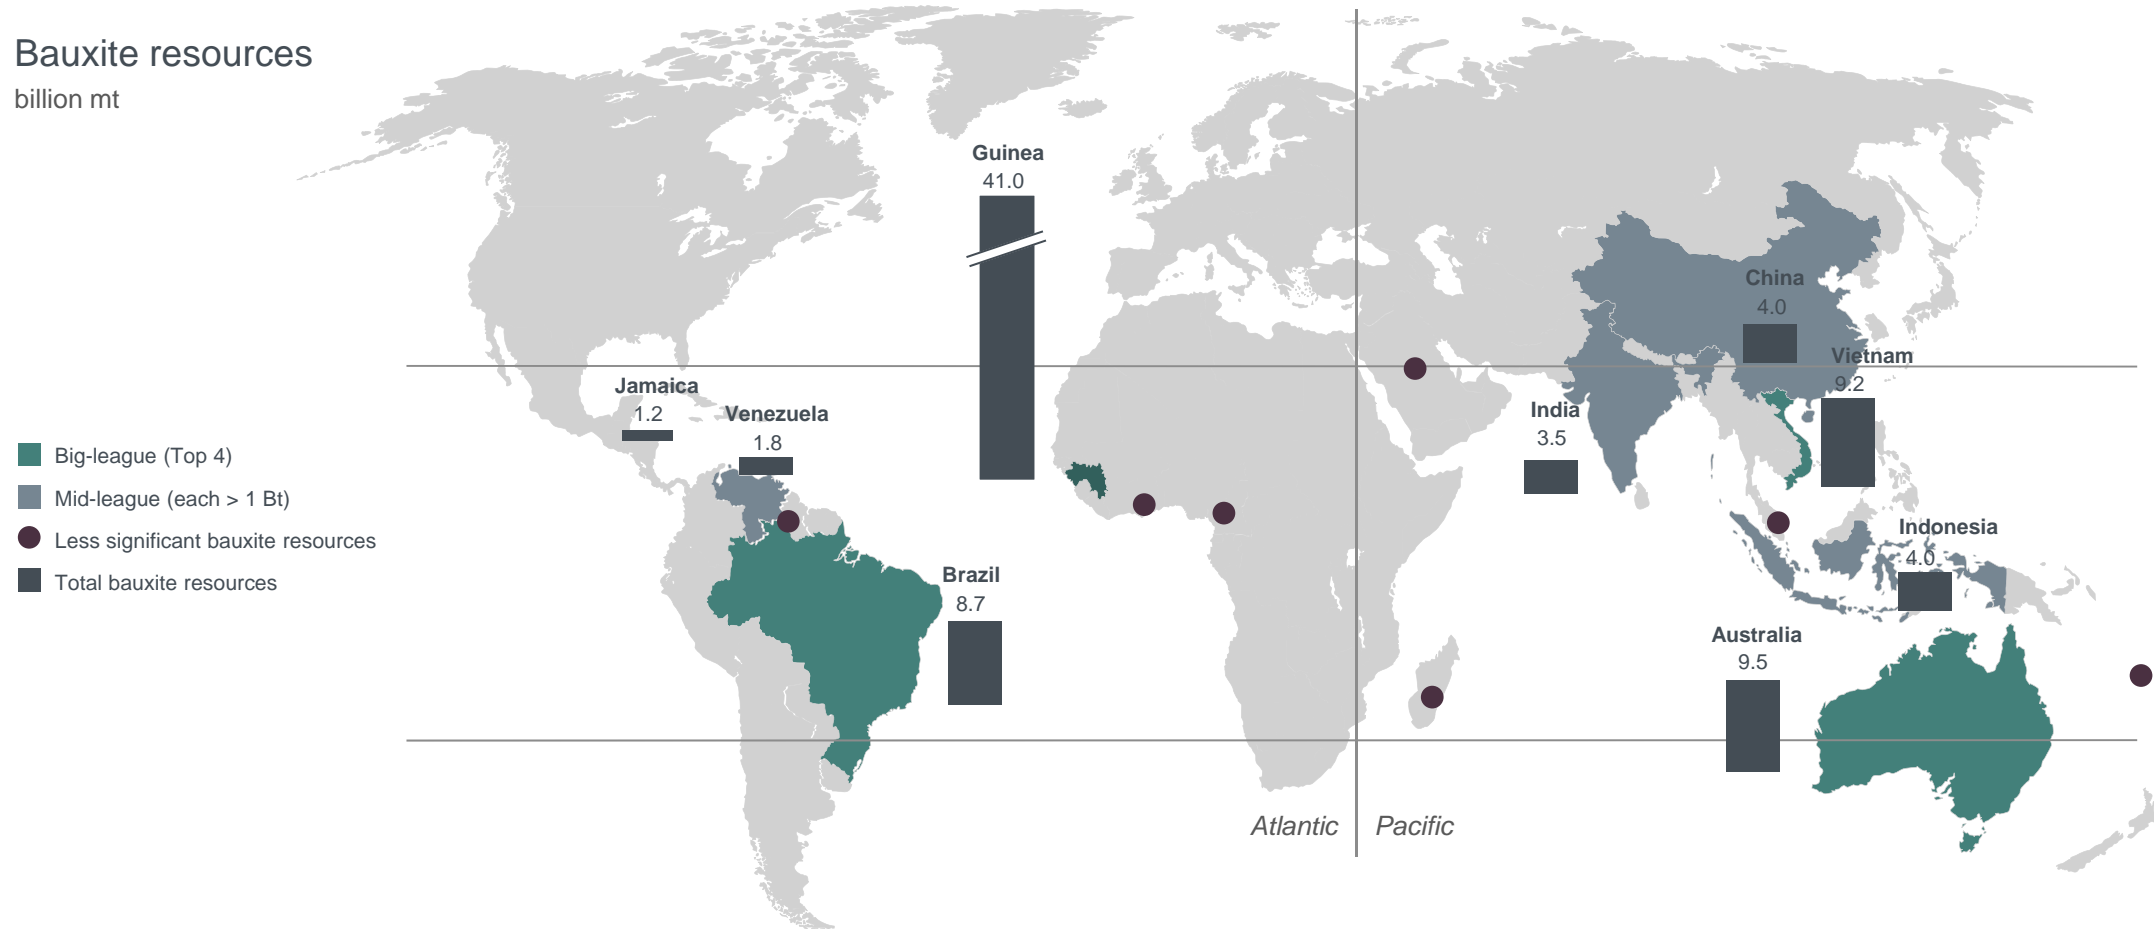 Bauxite resources
billion mt
Guinea
41.0
China
4.0
Vietnam
9.2
Jamaica
1.2
Venezuela
1.8
India
3.5
Big-league (Top 4)
Mid-league (each > 1 Bt)
Less significant bauxite resources
Total bauxite resources
Indonesia
4.0
Brazil
8.7
Australia
9.5
Atlantic
Pacific